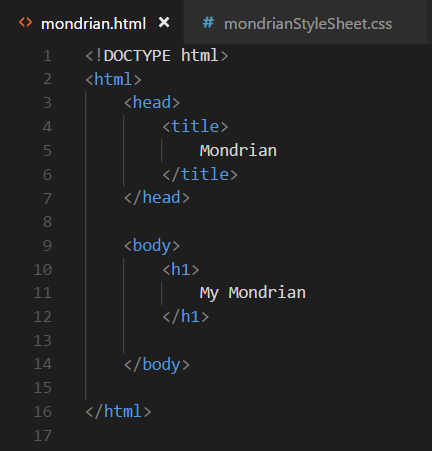 <> mondrian.html × # mondrianStyleSheet.css
1 <!DOCTYPE html>
2 <html>
3 <head>
4 <title>
5 Mondrian
6 </title>
7 </head>
8
9 <body>
10 <h1>
11 My Mondrian
12 </h1>
13
14 </body>
15
16 </html>
17